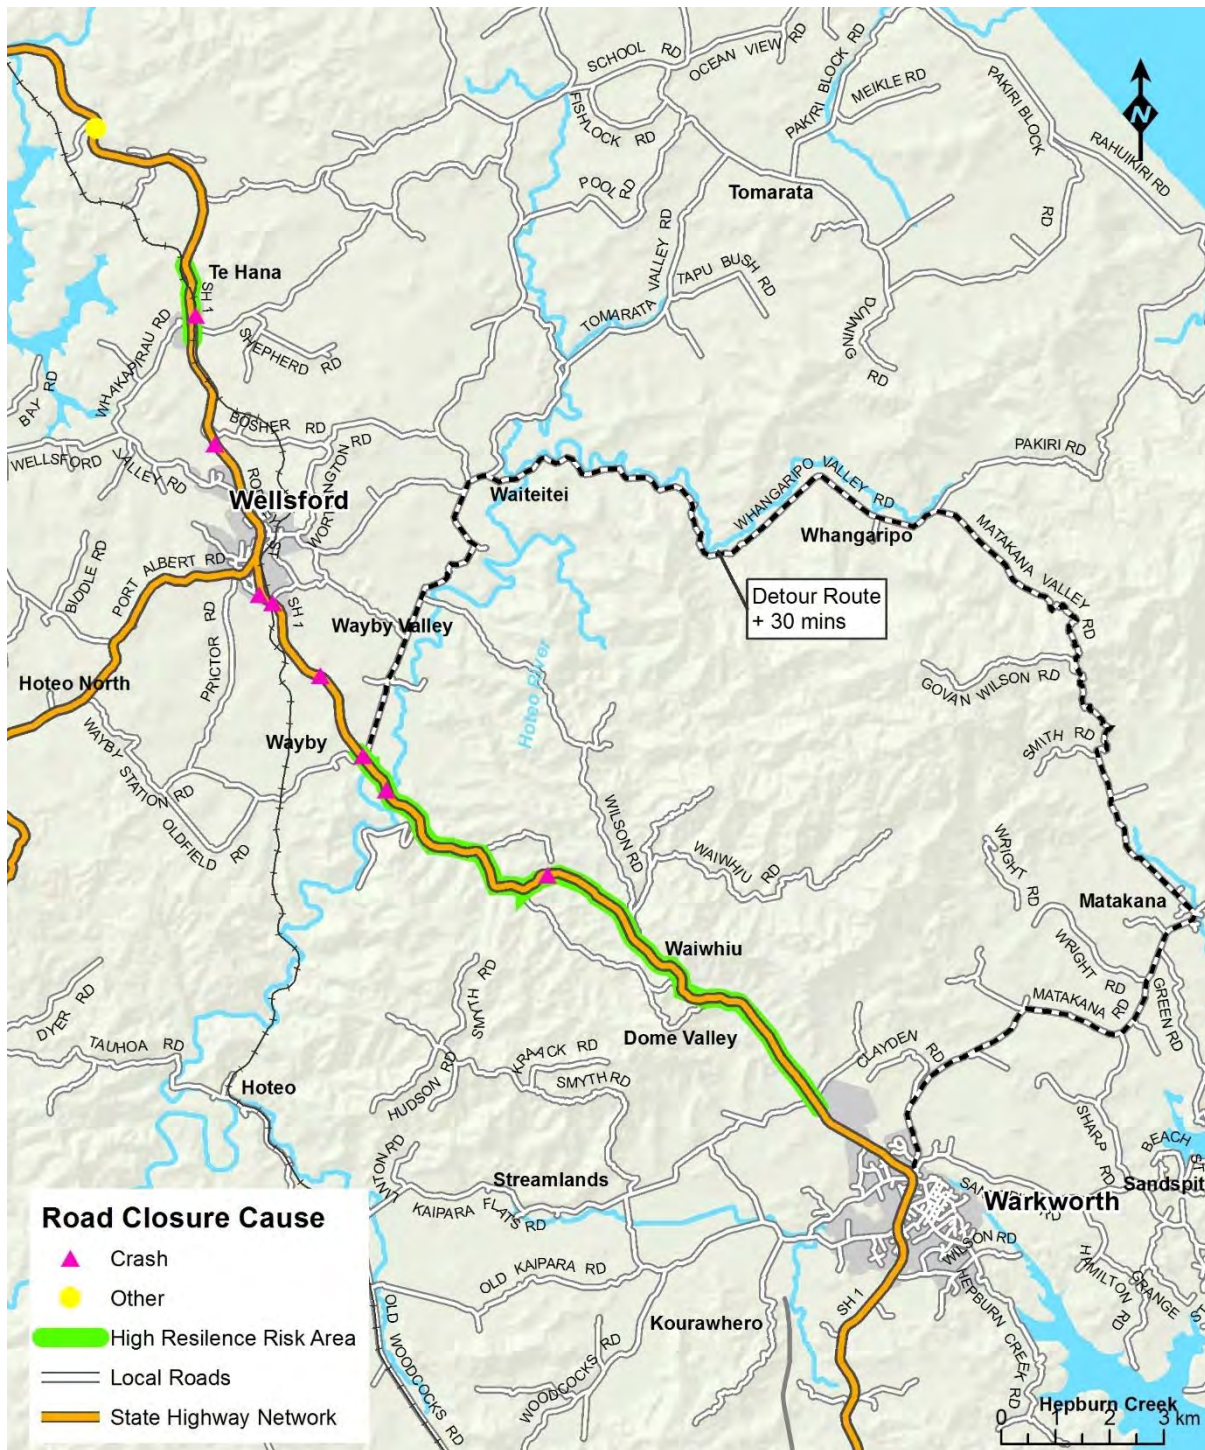 SCHOOL RD
OCEAN VIEW RD
PAKIRI BLOCK RD
MEIKLE RD
PAKIRI BLOCK RD
RAHUIKIRI RD
N
FISHLOCK RD
POOL RD
Tomarata
TOMARATA VALLEY RD
TAPU BUSH RD
DUNNING RD
Te Hana
SH 1
SHEPHERD RD
WHAKAPIRAU RD
BAY RD
BOSHER RD
WELLSFORD VALLEY RD
WORTHINGTON RD
Wellsford
PAKIRI RD
Waiteitei
WHANGARIPO VALLEY RD
Whangaripo
MATAKANA VALLEY RD
Detour Route
+ 30 mins
BIDDLE RD
PORT ALBERT RD
PRICTOR RD
SH 1
Wayby Valley
Hoteo River
Hoteo North
GOVAN WILSON RD
SMITH RD
Wayby
WAYBY STATION RD
OLDFIELD RD
WILSON RD
WAIWHIU RD
WRIGHT RD
Matakana
WRIGHT RD
MATAKANA RD
GREEN RD
Waiwhiu
Dome Valley
DYER RD
TAUHOA RD
Hoteo
SMYTH RD
HUDSON RD
KRAACK RD
SMYTH RD
CLAYDEN RD
SHARP RD
BEACH ST
Sandspit
LINTON RD
Streamlands
KAIPARA FLATS RD
Warkworth
WILSON RD
HAMILTON RD
GRANGE ST
OLD KAIPARA RD
OLD WOODCOCKS RD
Kourawhero
WOODCOCKS RD
SH 1
HEPBURN CREEK RD
Hepburn Creek
0 1 2 3 km
Road Closure Cause
Crash
Other
High Resilence Risk Area
Local Roads
State Highway Network